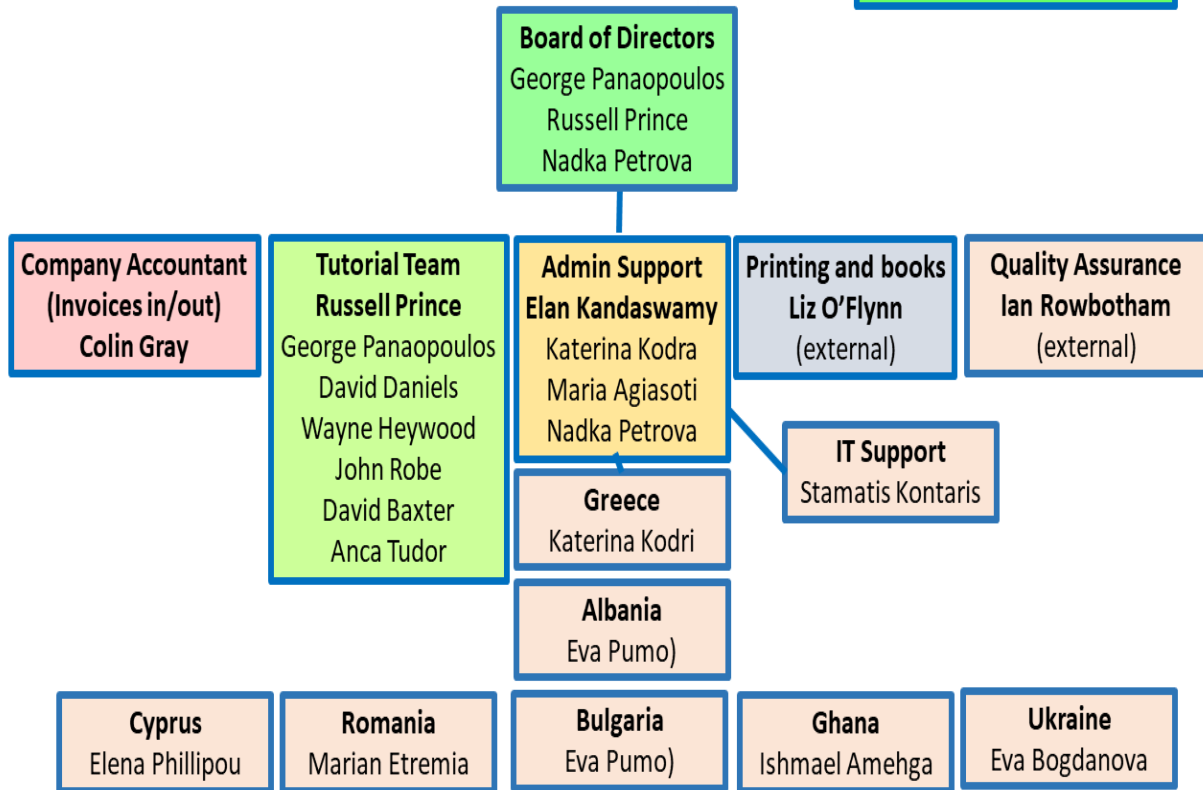 Board of Directors
George Panaopoulos
Russell Prince
Nadka Petrova
Company Accountant
(Invoices in/out)
Colin Gray
Tutorial Team
Russell Prince
George Panaopoulos
David Daniels
Wayne Heywood
John Robe
David Baxter
Anca Tudor
Admin Support
Elan Kandaswamy
Katerina Kodra
Maria Agiasoti
Nadka Petrova
Printing and books
Liz O’Flynn
(external)
Quality Assurance
Ian Rowbotham
(external)
IT Support
Stamatis Kontaris
Greece
Katerina Kodri
Albania
Eva Pumo)
Cyprus
Elena Phillipou
Romania
Marian Etremia
Bulgaria
Eva Pumo)
Ghana
Ishmael Amehga
Ukraine
Eva Bogdanova